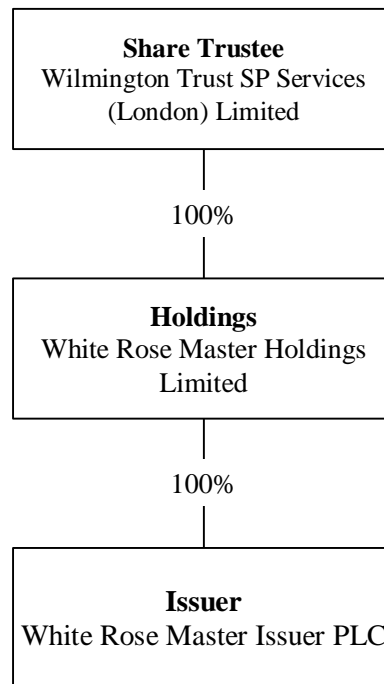 Share Trustee
Wilmington Trust SP Services
(London) Limited
100%
Holdings
White Rose Master Holdings
Limited
100%
Issuer
White Rose Master Issuer PLC